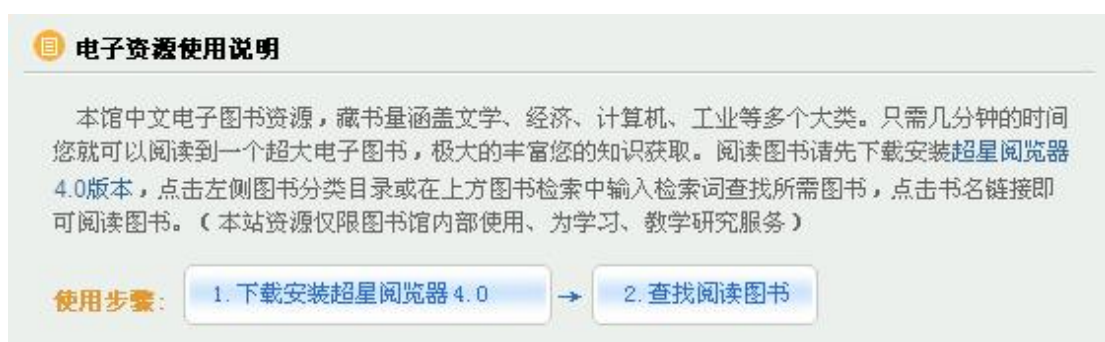 电子资源使用说明
本馆中文电子图书资源，藏书量涵盖文学、经济、计算机、工业等多个大类。只需几分钟的时间
您就可以阅读到一个超大电子图书，极大的丰富您的知识获取。阅读图书请先下载安装超星阅览器
4.0版本，点击左侧图书分类目录或在上方图书检索中输入检索词查找所需图书，点击书名链接即
可阅读图书。（本站资源仅限图书馆内部使用、为学习、教学研究服务）
使用步骤: 1.下载安装超星阅览器4.0 → 2.查找阅读图书